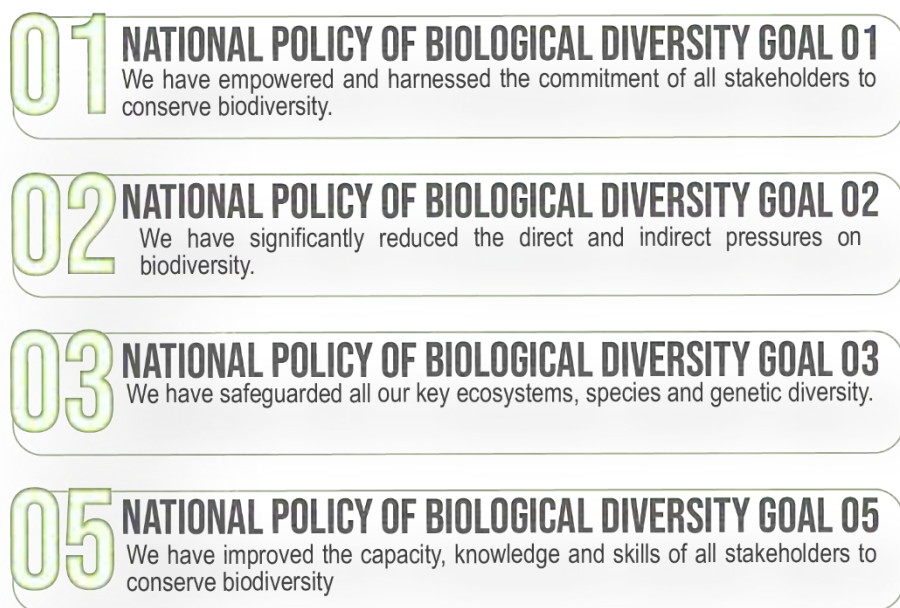 01
NATIONAL POLICY OF BIOLOGICAL DIVERSITY GOAL 01
We have empowered and harnessed the commitment of all stakeholders to
conserve biodiversity.
02
NATIONAL POLICY OF BIOLOGICAL DIVERSITY GOAL 02
We have significantly reduced the direct and indirect pressures on
biodiversity.
03
NATIONAL POLICY OF BIOLOGICAL DIVERSITY GOAL 03
We have safeguarded all our key ecosystems, species and genetic diversity.
05
NATIONAL POLICY OF BIOLOGICAL DIVERSITY GOAL 05
We have improved the capacity, knowledge and skills of all stakeholders to
conserve biodiversity